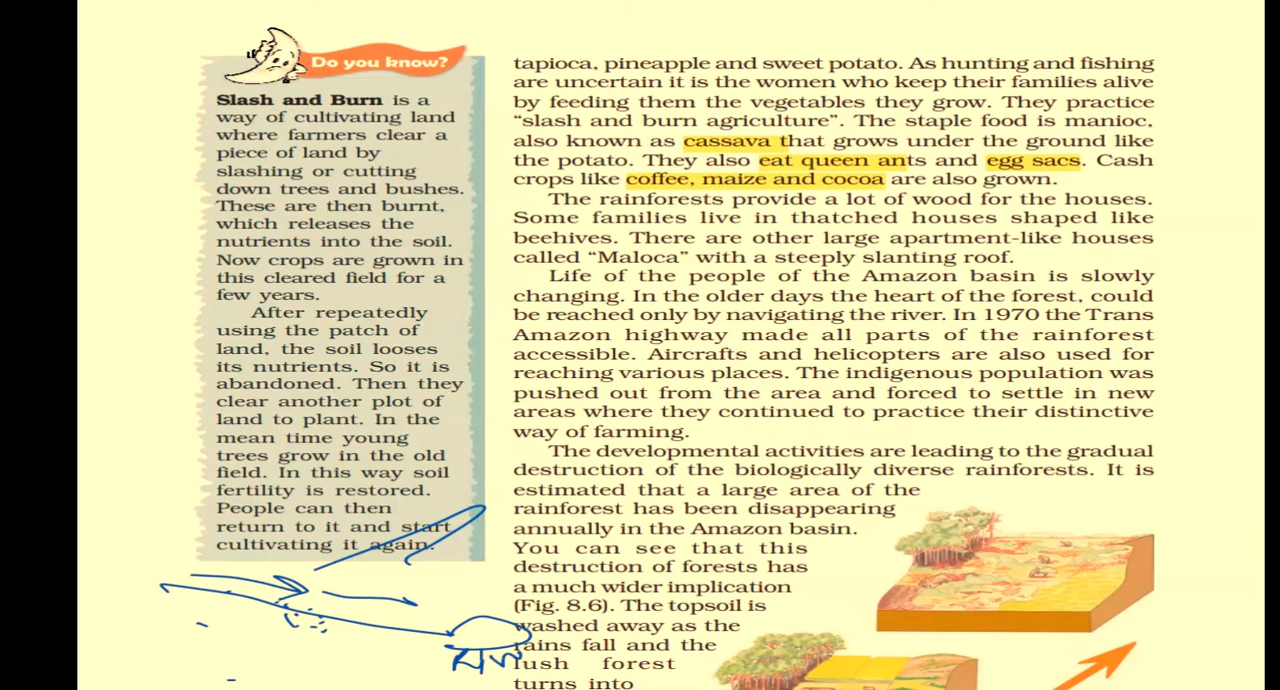 Do you know?
Slash and Burn is a
way of cultivating land
where farmers clear a
piece of land by
slashing or cutting
down trees and bushes.
These are then burnt,
which releases the
nutrients into the soil.
Now crops are grown in
this cleared field for a
few years.
After repeatedly
using the patch of
land, the soil looses
its nutrients. So it is
abandoned. Then they
clear another plot of
land to plant. In the
mean time young
trees grow in the old
field. In this way soil
fertility is restored.
People can then
return to it and start
cultivating it again.
tapioca, pineapple and sweet potato. As hunting and fishing
are uncertain it is the women who keep their families alive
by feeding them the vegetables they grow. They practice
“slash and burn agriculture”. The staple food is manioc,
also known as cassava that grows under the ground like
the potato. They also eat queen ants and egg sacs. Cash
crops like coffee, maize and cocoa are also grown.
The rainforests provide a lot of wood for the houses.
Some families live in thatched houses shaped like
beehives. There are other large apartment-like houses
called “Maloca” with a steeply slanting roof.
Life of the people of the Amazon basin is slowly
changing. In the older days the heart of the forest, could
be reached only by navigating the river. In 1970 the Trans
Amazon highway made all parts of the rainforest
accessible. Aircrafts and helicopters are also used for
reaching various places. The indigenous population was
pushed out from the area and forced to settle in new
areas where they continued to practice their distinctive
way of farming.
The developmental activities are leading to the gradual
destruction of the biologically diverse rainforests. It is
estimated that a large area of the
rainforest has been disappearing
annually in the Amazon basin.
You can see that this
destruction of forests has
a much wider implication
(Fig. 8.6). The topsoil is
washed away as the
rains fall and the
lush forest
turns into